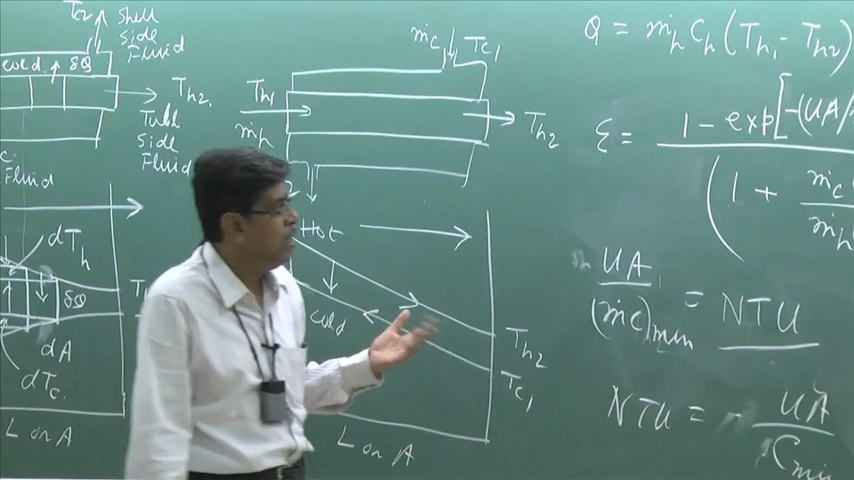 Tc2
Shell
Side
Fluid
cold δQ
Th2.
Tube
Side
Fluid
Fluid
dTh
δQ
dA
dTc
L or A
ṁc
Tc1
Th1
ṁh
Th2
Hot
Cold
Th2
Tc1
L or A
Q = ṁh Ch (Th1 - Th2)
ε = 1 - exp[-(UA/
(1 + ṁc
ṁh
UA
(ṁc)min
= NTU
NTU = UA
Cmin